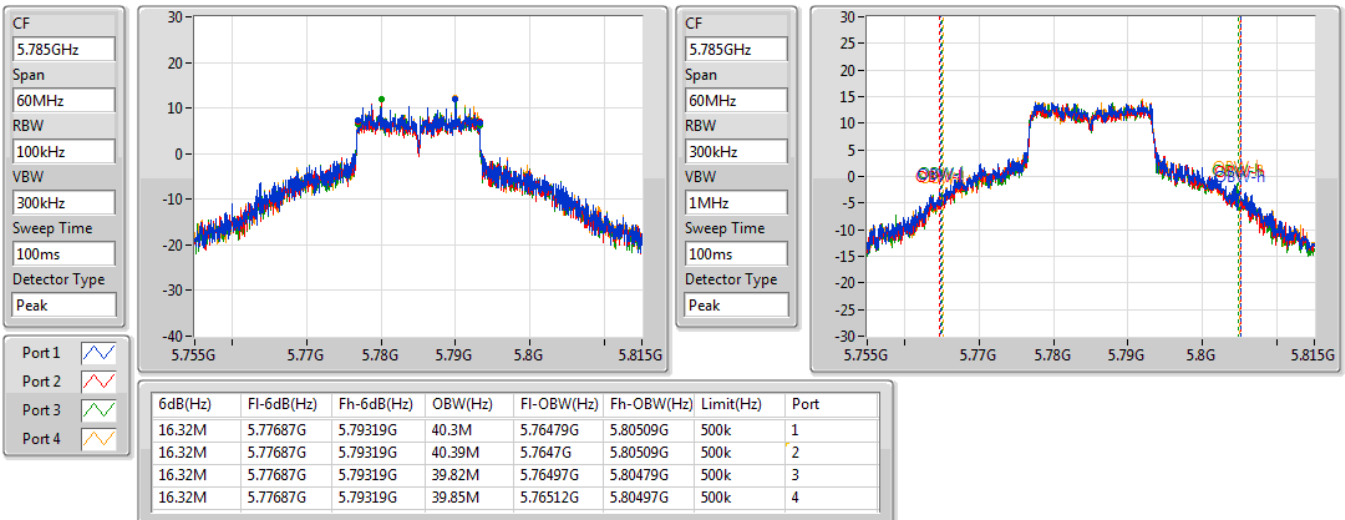 CF
5.785GHz
Span
60MHz
RBW
100kHz
VBW
300kHz
Sweep Time
100ms
Detector Type
Peak
30
20
10
0
-10
-20
-30
-40
5.755G 5.77G 5.78G 5.79G 5.8G 5.815G
CF
5.785GHz
Span
60MHz
RBW
300kHz
VBW
1MHz
Sweep Time
100ms
Detector Type
Peak
30
25
20
15
10
5
0
-5
-10
-15
-20
-25
-30
OBW-l OBW-h
OBW-h
5.755G 5.77G 5.78G 5.79G 5.8G 5.815G
Port 1
Port 2
Port 3
Port 4
6dB(Hz) Fl-6dB(Hz) Fh-6dB(Hz) OBW(Hz) Fl-OBW(Hz) Fh-OBW(Hz) Limit(Hz) Port
16.32M 5.77687G 5.79319G 40.3M 5.76479G 5.80509G 500k 1
16.32M 5.77687G 5.79319G 40.39M 5.7647G 5.80509G 500k 2
16.32M 5.77687G 5.79319G 39.82M 5.76497G 5.80479G 500k 3
16.32M 5.77687G 5.79319G 39.85M 5.76512G 5.80497G 500k 4